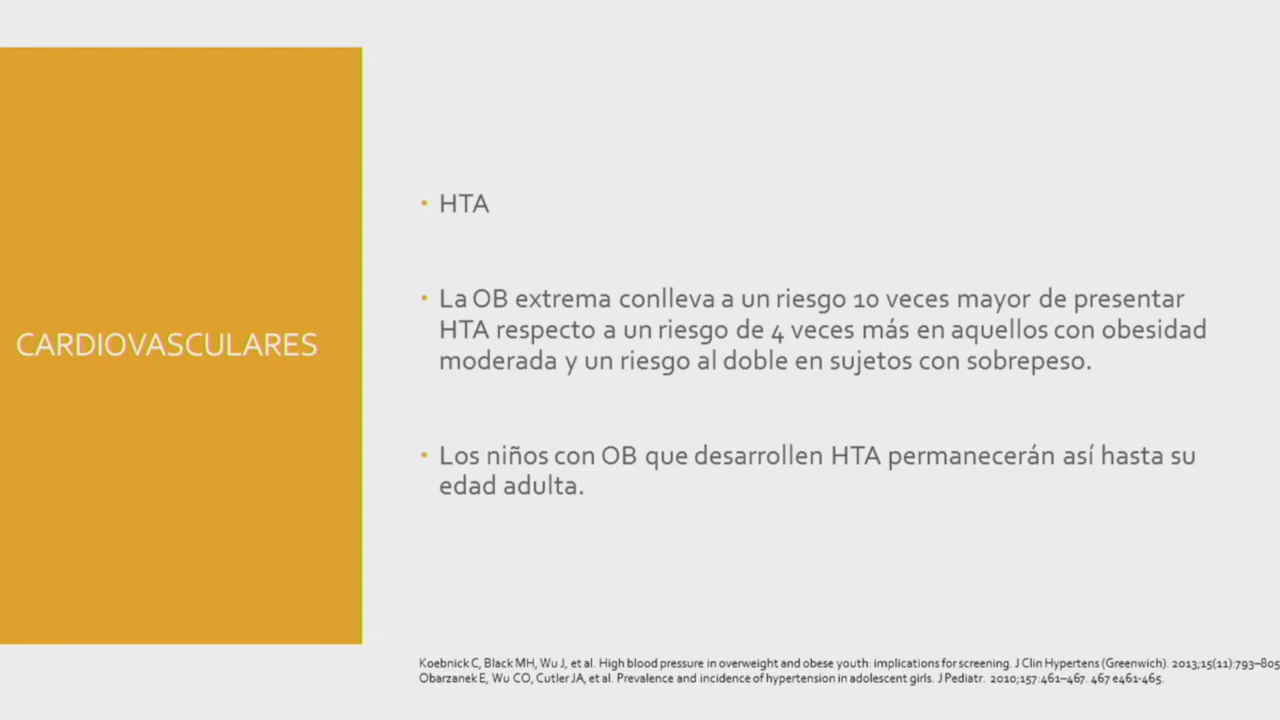 CARDIOVASCULARES
• HTA
• La OB extrema conlleva a un riesgo 10 veces mayor de presentar
HTA respecto a un riesgo de 4 veces más en aquellos con obesidad
moderada y un riesgo al doble en sujetos con sobrepeso.
• Los niños con OB que desarrollen HTA permanecerán así hasta su
edad adulta.
Koebnick C, Black MH, Wu J, et al. High blood pressure in overweight and obese youth: implications for screening. J Clin Hypertens (Greenwich). 2013;15(11):793–805
Obarzanek E, Wu CO, Cutler JA, et al. Prevalence and incidence of hypertension in adolescent girls. J Pediatr. 2010;157:461–467. 467 e461-465.